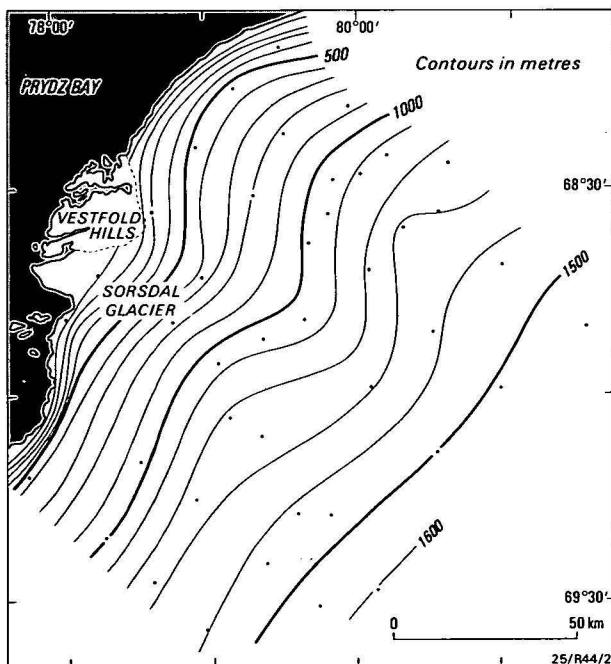 78°00'
80°00'
500
Contours in metres
PRYDZ BAY
1000
68°30'
VESTFOLD
HILLS
1500
SORSDAL
GLACIER
1600
69°30'
0 50 km
25/R44/2